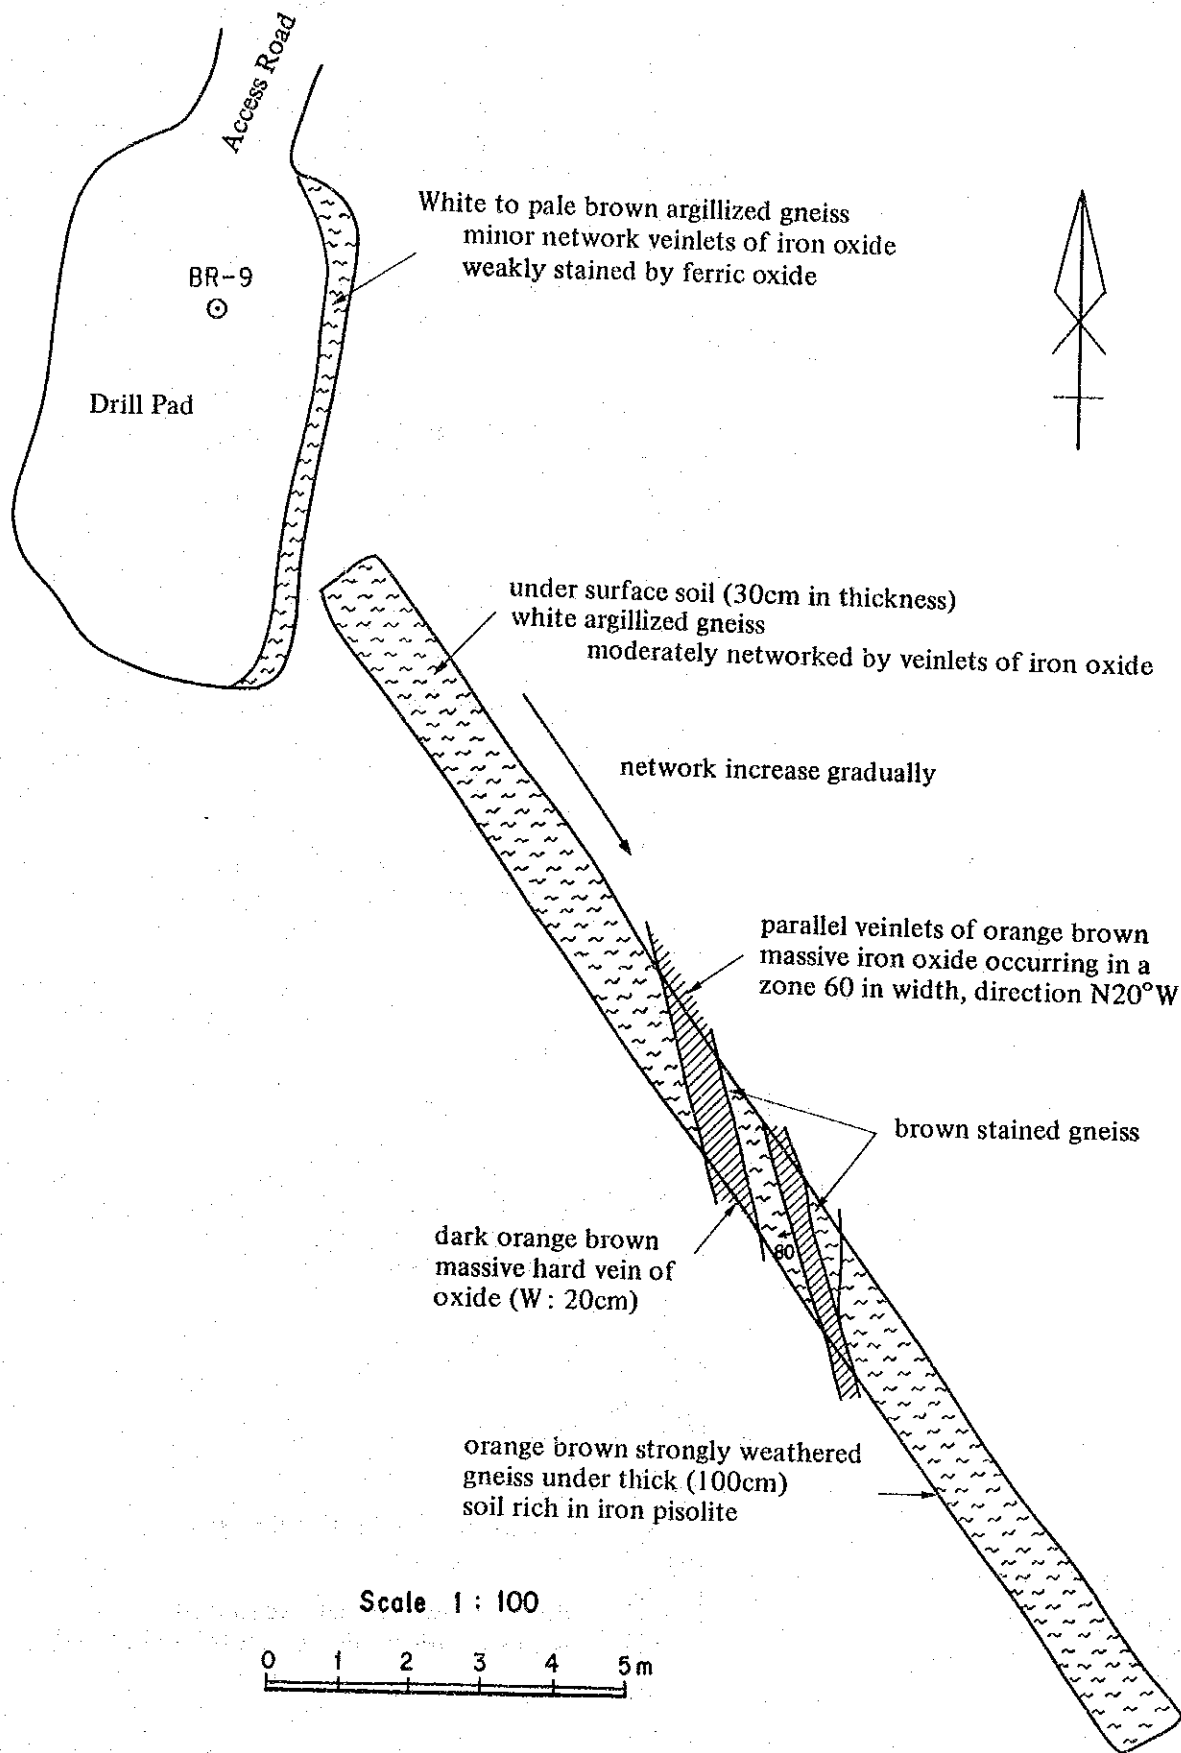 Access Road
White to pale brown argillized gneiss
minor network veinlets of iron oxide
weakly stained by ferric oxide
BR-9
Drill Pad
under surface soil (30cm in thickness)
white argillized gneiss
moderately networked by veinlets of iron oxide
network increase gradually
parallel veinlets of orange brown
massive iron oxide occurring in a
zone 60 in width, direction N20°W
brown stained gneiss
dark orange brown
massive hard vein of
oxide (W: 20cm)
80
orange brown strongly weathered
gneiss under thick (100cm)
soil rich in iron pisolite
Scale 1 : 100
0 1 2 3 4 5m